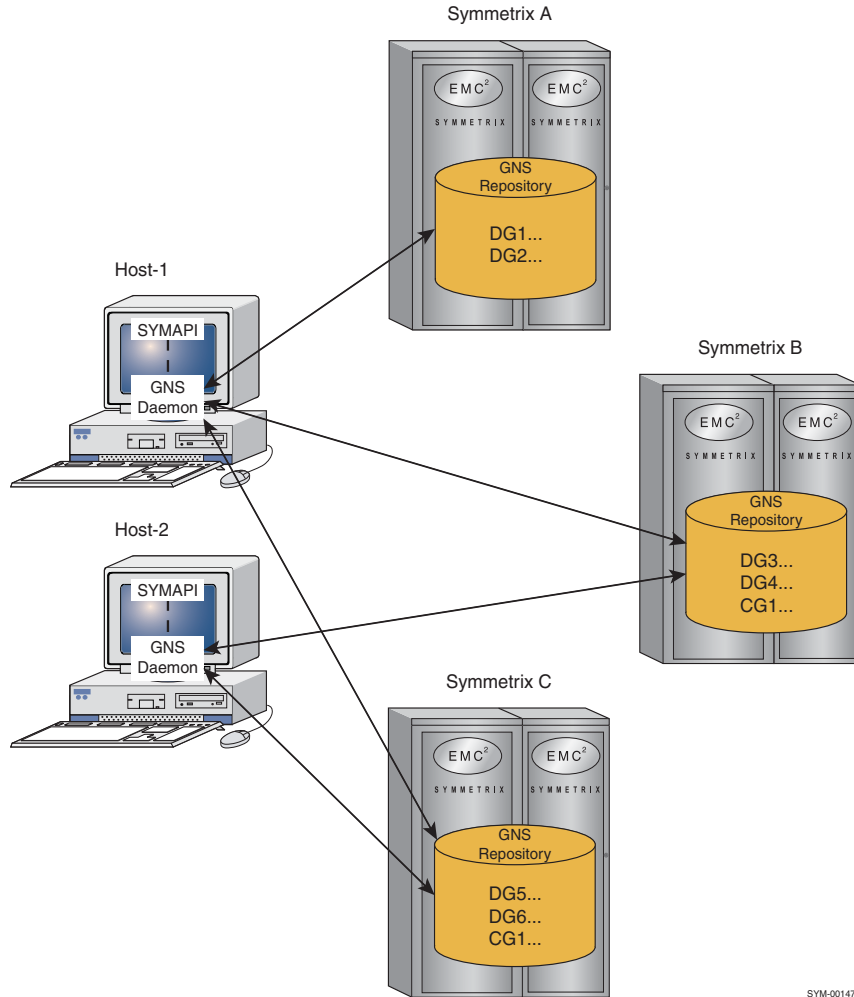 Symmetrix A
EMC² EMC²
SYMMETRIX SYMMETRIX
GNS
Repository
DG1...
DG2...
Host-1
SYMAPI
GNS
Daemon
Symmetrix B
EMC² EMC²
SYMMETRIX SYMMETRIX
GNS
Repository
DG3...
DG4...
CG1...
Host-2
SYMAPI
GNS
Daemon
Symmetrix C
EMC² EMC²
SYMMETRIX SYMMETRIX
GNS
Repository
DG5...
DG6...
CG1...
SYM-00147